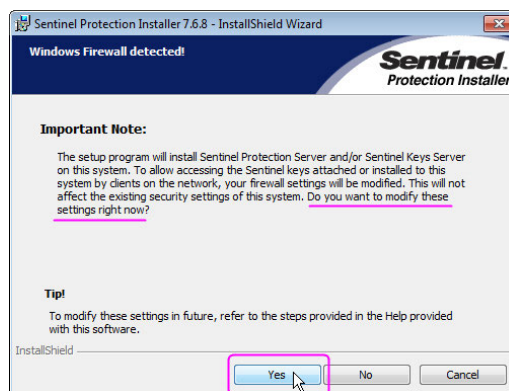 Sentinel Protection Installer 7.6.8 - InstallShield Wizard
Windows Firewall detected!
Sentinel.
Protection Installer
Important Note:
The setup program will install Sentinel Protection Server and/or Sentinel Keys Server
on this system. To allow accessing the Sentinel keys attached or installed to this
system by clients on the network, your firewall settings will be modified. This will not
affect the existing security settings of this system. Do you want to modify these
settings right now?
Tip!
To modify these settings in future, refer to the steps provided in the Help provided
with this software.
InstallShield
Yes
No
Cancel